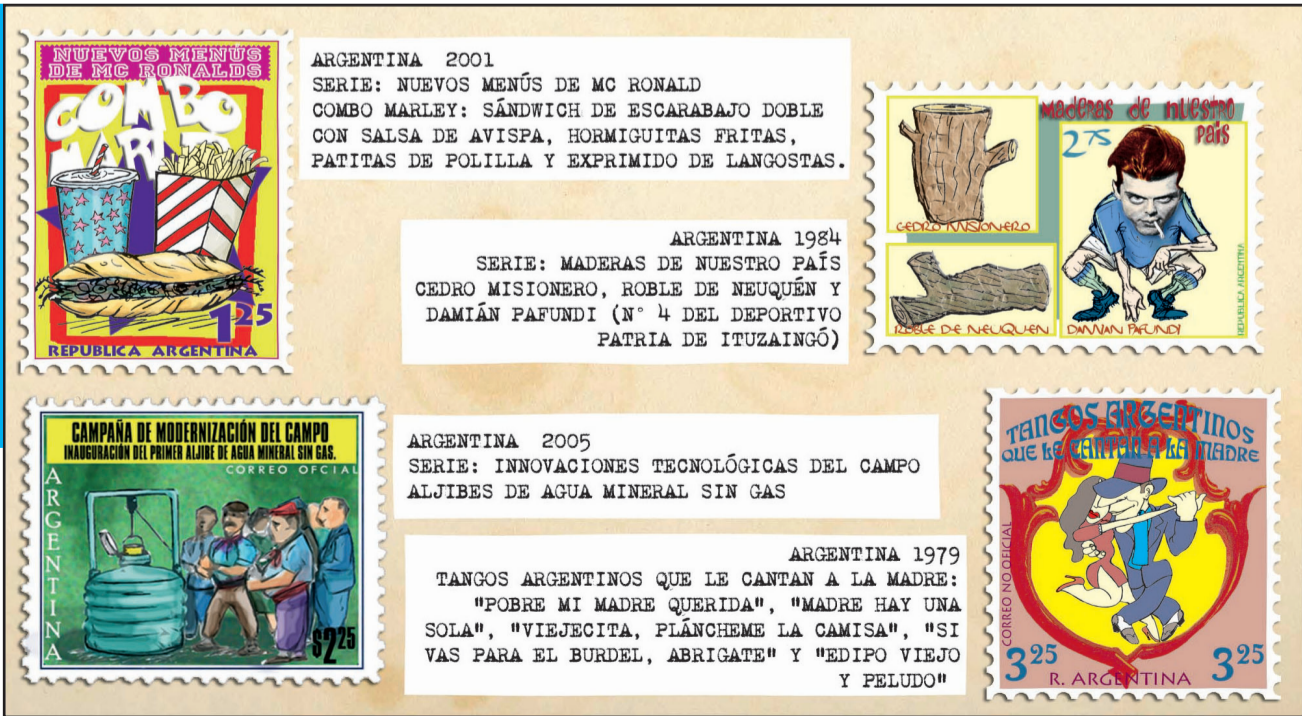 NUEVOS MENÚS
DE MC RONALDS
COMBO
MAR
1.25
REPUBLICA ARGENTINA
ARGENTINA 2001
SERIE: NUEVOS MENÚS DE MC RONALD
COMBO MARLEY: SÁNDWICH DE ESCARABAJO DOBLE
CON SALSA DE AVISPA, HORMIGUITAS FRITAS,
PATITAS DE POLILLA Y EXPRIMIDO DE LANGOSTAS.
Maderas de nuestro
País
2 75
CEDRO MISIONERO
ROBLE DE NEUQUEN
DAMIAN PAFUNDI
REPUBLICA ARGENTINA
ARGENTINA 1984
SERIE: MADERAS DE NUESTRO PAÍS
CEDRO MISIONERO, ROBLE DE NEUQUÉN Y
DAMIÁN PAFUNDI (N° 4 DEL DEPORTIVO
PATRIA DE ITUZAINGÓ)
CAMPAÑA DE MODERNIZACIÓN DEL CAMPO
INAUGURACIÓN DEL PRIMER ALJIBE DE AGUA MINERAL SIN GAS.
CORREO OFCIAL
ARGENTINA
$2.25
ARGENTINA 2005
SERIE: INNOVACIONES TECNOLÓGICAS DEL CAMPO
ALJIBES DE AGUA MINERAL SIN GAS
ARGENTINA 1979
TANGOS ARGENTINOS QUE LE CANTAN A LA MADRE:
"POBRE MI MADRE QUERIDA", "MADRE HAY UNA
SOLA", "VIEJECITA, PLÁNCHEME LA CAMISA", "SI
VAS PARA EL BURDEL, ABRIGATE" Y "EDIPO VIEJO
Y PELUDO"
TANGOS ARGENTINOS
QUE LE CANTAN A LA MADRE
CORREO NO OFICIAL
3 25
3 25
R. ARGENTINA